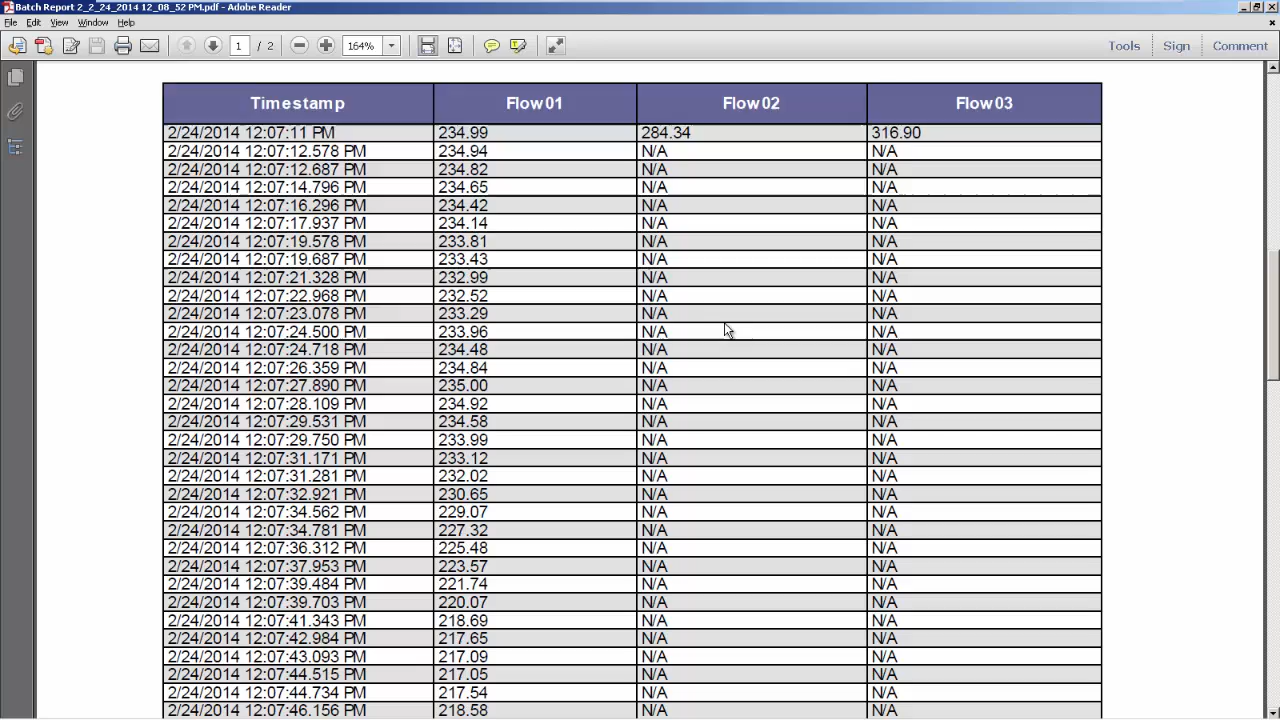 Batch Report 2_2_24_2014 12_08_52 PM.pdf - Adobe Reader
File Edit View Window Help
1 / 2 164% Tools Sign Comment
Timestamp Flow01 Flow02 Flow03
2/24/2014 12:07:11 PM 234.99 284.34 316.90
2/24/2014 12:07:12.578 PM 234.94 N/A N/A
2/24/2014 12:07:12.687 PM 234.82 N/A N/A
2/24/2014 12:07:14.796 PM 234.65 N/A N/A
2/24/2014 12:07:16.296 PM 234.42 N/A N/A
2/24/2014 12:07:17.937 PM 234.14 N/A N/A
2/24/2014 12:07:19.578 PM 233.81 N/A N/A
2/24/2014 12:07:19.687 PM 233.43 N/A N/A
2/24/2014 12:07:21.328 PM 232.99 N/A N/A
2/24/2014 12:07:22.968 PM 232.52 N/A N/A
2/24/2014 12:07:23.078 PM 233.29 N/A N/A
2/24/2014 12:07:24.500 PM 233.96 N/A N/A
2/24/2014 12:07:24.718 PM 234.48 N/A N/A
2/24/2014 12:07:26.359 PM 234.84 N/A N/A
2/24/2014 12:07:27.890 PM 235.00 N/A N/A
2/24/2014 12:07:28.109 PM 234.92 N/A N/A
2/24/2014 12:07:29.531 PM 234.58 N/A N/A
2/24/2014 12:07:29.750 PM 233.99 N/A N/A
2/24/2014 12:07:31.171 PM 233.12 N/A N/A
2/24/2014 12:07:31.281 PM 232.02 N/A N/A
2/24/2014 12:07:32.921 PM 230.65 N/A N/A
2/24/2014 12:07:34.562 PM 229.07 N/A N/A
2/24/2014 12:07:34.781 PM 227.32 N/A N/A
2/24/2014 12:07:36.312 PM 225.48 N/A N/A
2/24/2014 12:07:37.953 PM 223.57 N/A N/A
2/24/2014 12:07:39.484 PM 221.74 N/A N/A
2/24/2014 12:07:39.703 PM 220.07 N/A N/A
2/24/2014 12:07:41.343 PM 218.69 N/A N/A
2/24/2014 12:07:42.984 PM 217.65 N/A N/A
2/24/2014 12:07:43.093 PM 217.09 N/A N/A
2/24/2014 12:07:44.515 PM 217.05 N/A N/A
2/24/2014 12:07:44.734 PM 217.54 N/A N/A
2/24/2014 12:07:46.156 PM 218.58 N/A N/A